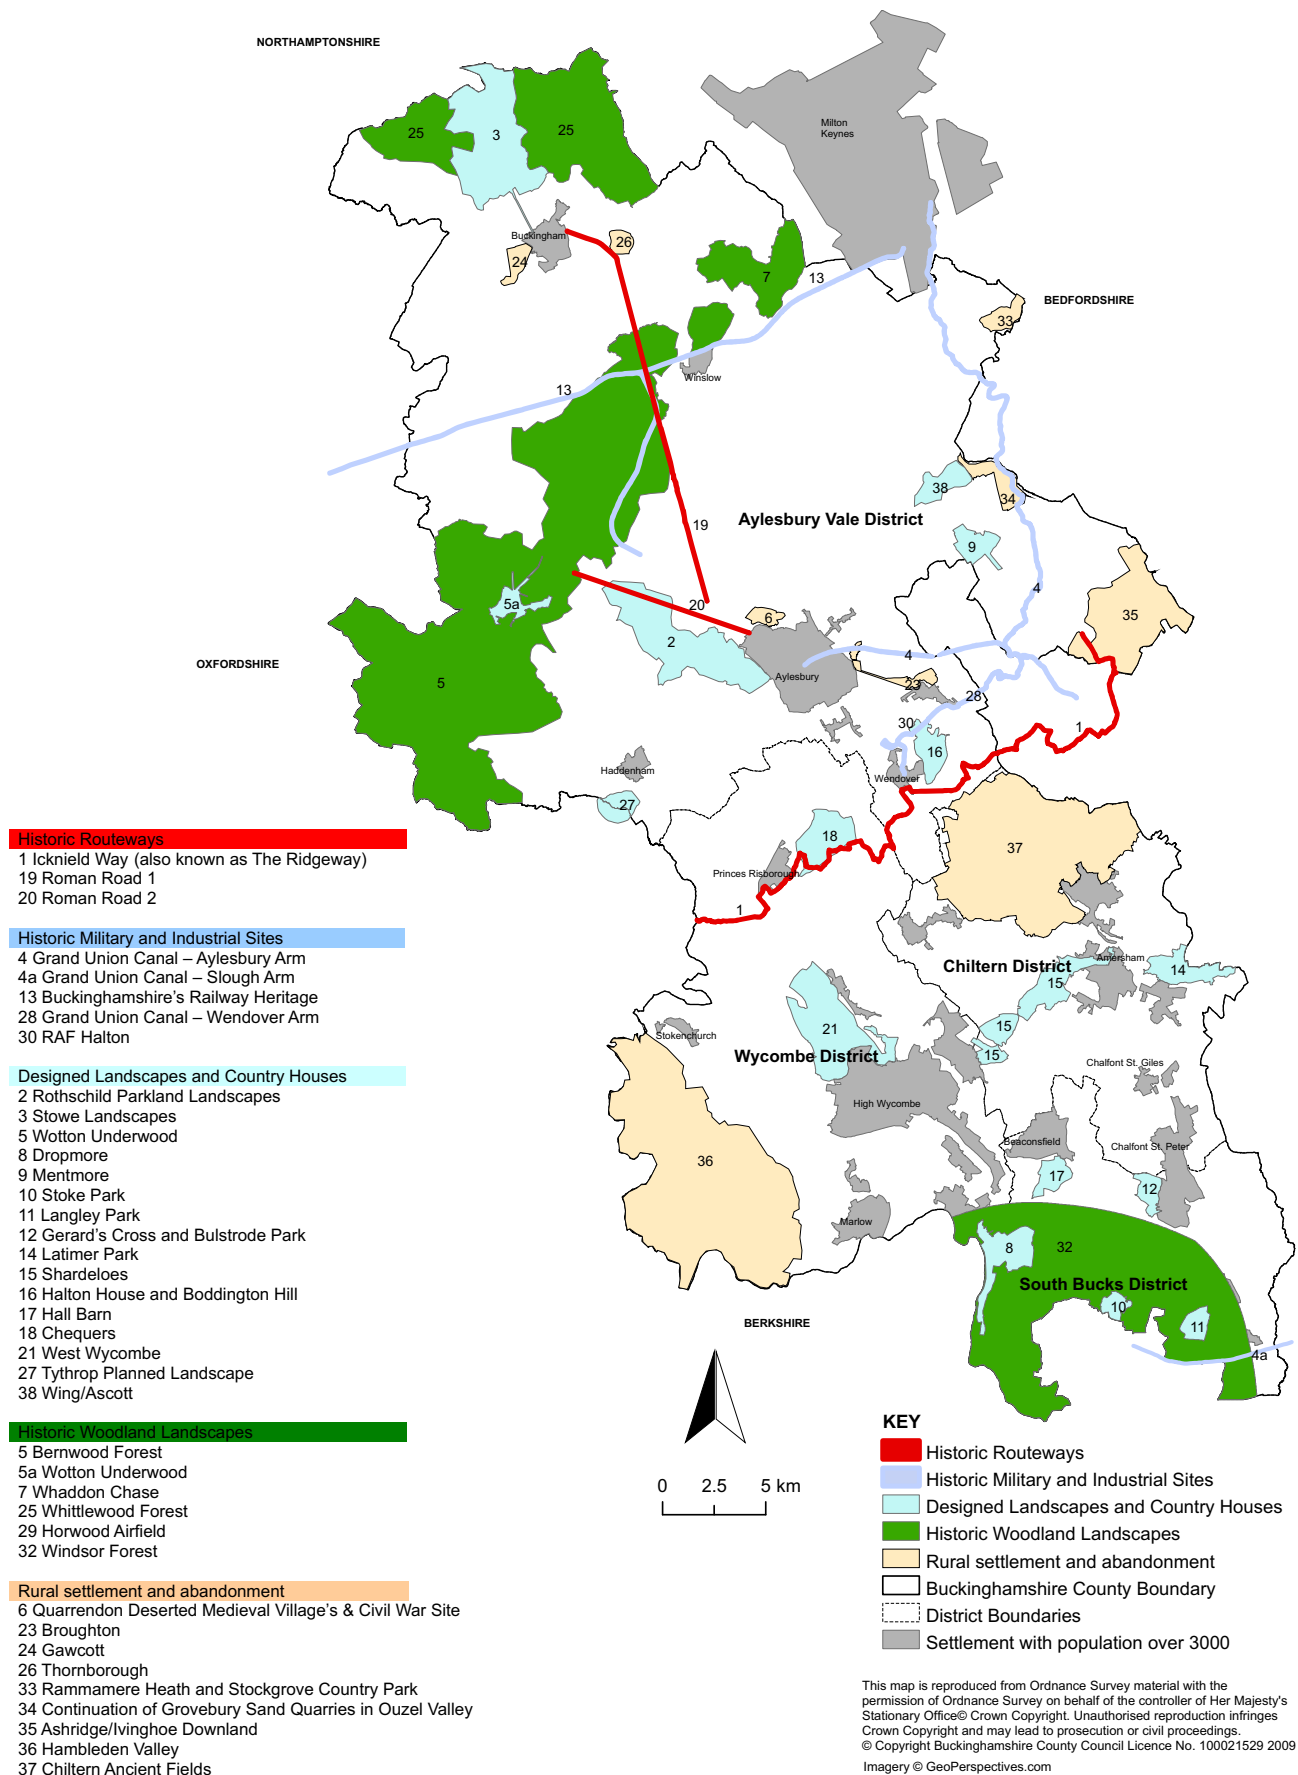 NORTHAMPTONSHIRE
Milton
Keynes
25
3
25
Buckingham
26
24
7
13
BEDFORDSHIRE
33
Winslow
13
38
34
19
Aylesbury Vale District
9
4
5a
20
6
35
2
OXFORDSHIRE
4
Aylesbury
5
23
28
30
1
16
Haddenham
Wendover
27
18
37
Princes Risborough
1
Amersham
Chiltern District
14
15
21
15
Stokenchurch
15
Wycombe District
Chalfont St. Giles
High Wycombe
Beaconsfield
Chalfont St. Peter
36
17
12
Marlow
8
32
South Bucks District
10
11
BERKSHIRE
4a
Historic Routeways
1 Icknield Way (also known as The Ridgeway)
19 Roman Road 1
20 Roman Road 2
Historic Military and Industrial Sites
4 Grand Union Canal – Aylesbury Arm
4a Grand Union Canal – Slough Arm
13 Buckinghamshire's Railway Heritage
28 Grand Union Canal – Wendover Arm
30 RAF Halton
Designed Landscapes and Country Houses
2 Rothschild Parkland Landscapes
3 Stowe Landscapes
5 Wotton Underwood
8 Dropmore
9 Mentmore
10 Stoke Park
11 Langley Park
12 Gerard's Cross and Bulstrode Park
14 Latimer Park
15 Shardeloes
16 Halton House and Boddington Hill
17 Hall Barn
18 Chequers
21 West Wycombe
27 Tythrop Planned Landscape
38 Wing/Ascott
Historic Woodland Landscapes
5 Bernwood Forest
5a Wotton Underwood
7 Whaddon Chase
25 Whittlewood Forest
29 Horwood Airfield
32 Windsor Forest
Rural settlement and abandonment
6 Quarrendon Deserted Medieval Village's & Civil War Site
23 Broughton
24 Gawcott
26 Thornborough
33 Rammamere Heath and Stockgrove Country Park
34 Continuation of Grovebury Sand Quarries in Ouzel Valley
35 Ashridge/Ivinghoe Downland
36 Hambleden Valley
37 Chiltern Ancient Fields
0 2.5 5 km
KEY
Historic Routeways
Historic Military and Industrial Sites
Designed Landscapes and Country Houses
Historic Woodland Landscapes
Rural settlement and abandonment
Buckinghamshire County Boundary
District Boundaries
Settlement with population over 3000
This map is reproduced from Ordnance Survey material with the
permission of Ordnance Survey on behalf of the controller of Her Majesty's
Stationary Office© Crown Copyright. Unauthorised reproduction infringes
Crown Copyright and may lead to prosecution or civil proceedings.
© Copyright Buckinghamshire County Council Licence No. 100021529 2009
Imagery © GeoPerspectives.com